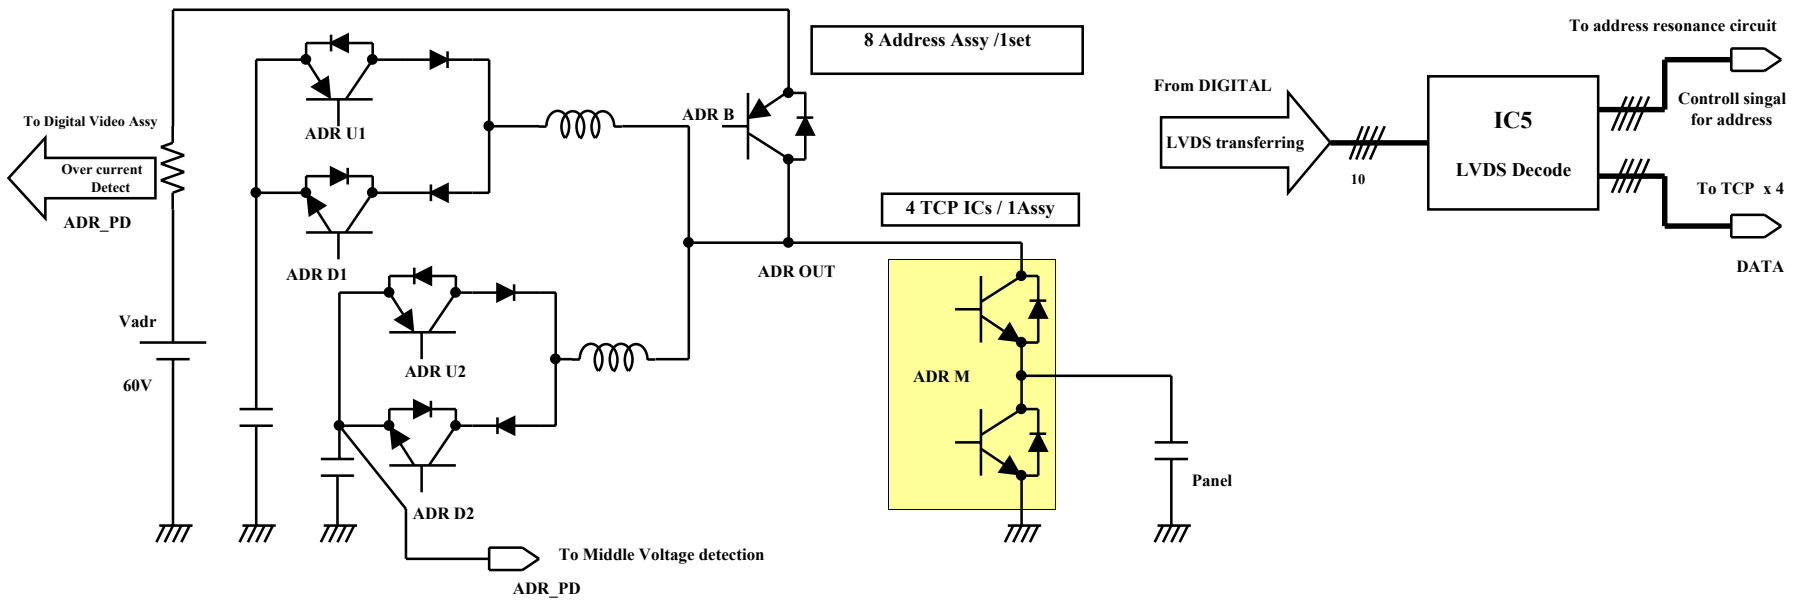 8 Address Assy /1set
To Digital Video Assy
Over current
Detect
ADR_PD
ADR U1
ADR D1
ADR B
4 TCP ICs / 1Assy
ADR OUT
Vadr
60V
ADR U2
ADR D2
ADR M
Panel
To Middle Voltage detection
ADR_PD
To address resonance circuit
From DIGITAL
LVDS transferring
10
IC5
LVDS Decode
Controll singal
for address
To TCP x 4
DATA